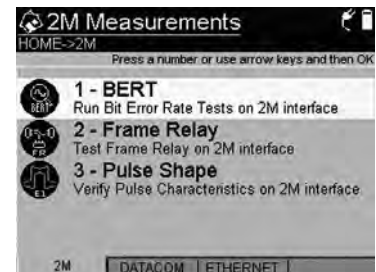 2M Measurements
HOME->2M
Press a number or use arrow keys and then OK
1 - BERT
Run Bit Error Rate Tests on 2M interface
2 - Frame Relay
Test Frame Relay on 2M interface
3 - Pulse Shape
Verify Pulse Characteristics on 2M interface
BERT
FR
E1
2M
DATACOM
ETHERNET